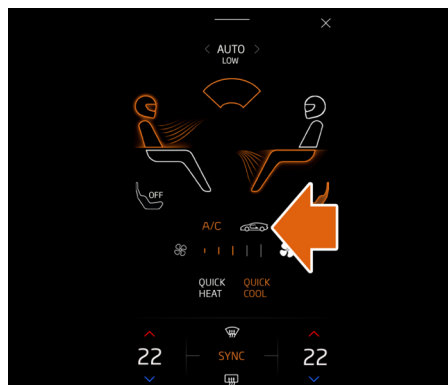 AUTO
LOW
OFF
A/C
QUICK HEAT
QUICK COOL
22
SYNC
22